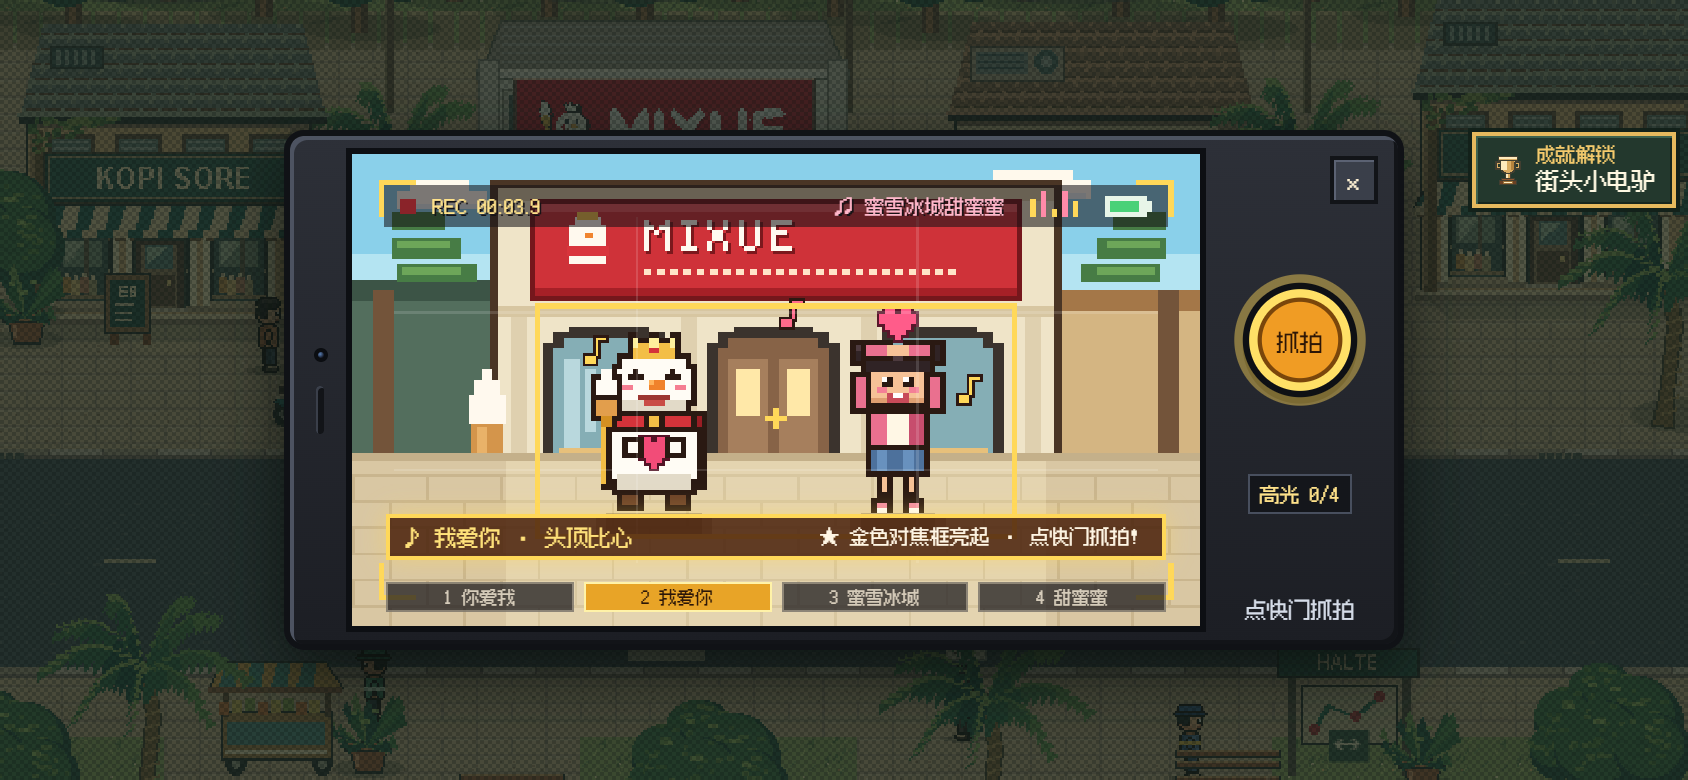 MIXUE
KOPI SORE
成就解锁
街头小电驴
×
REC 00:03.9
蜜雪冰城甜蜜蜜
MIXUE
抓拍
高光 0/4
我爱你 · 头顶比心
★ 金色对焦框亮起 · 点快门抓拍!
1 你爱我
2 我爱你
3 蜜雪冰城
4 甜蜜蜜
点快门抓拍
HALTE